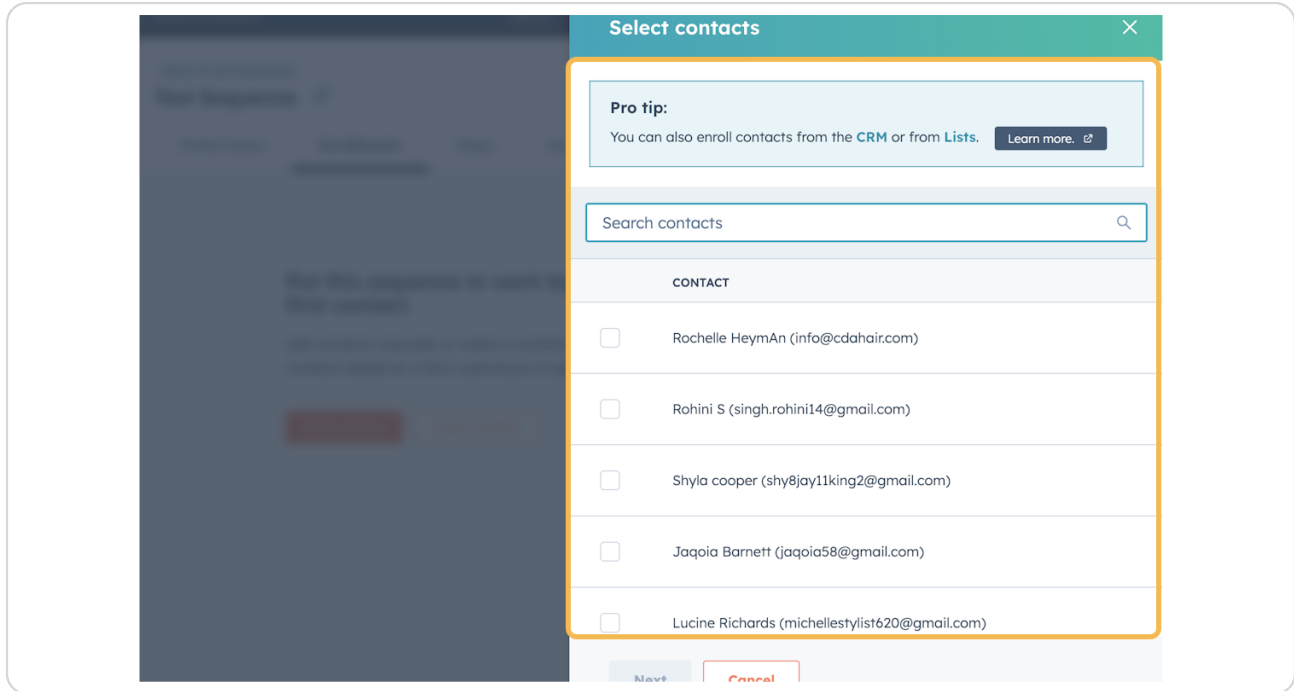 Select contacts
Pro tip:
You can also enroll contacts from the CRM or from Lists. Learn more.
Search contacts
CONTACT
Rochelle HeymAn (info@cdahair.com)
Rohini S (singh.rohini14@gmail.com)
Shyla cooper (shy8jay11king2@gmail.com)
Jaqoia Barnett (jaqoia58@gmail.com)
Lucine Richards (michellestylist620@gmail.com)
Next Cancel